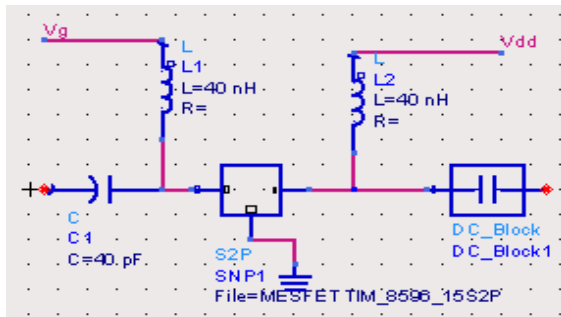 Vg
Vdd
L
L1
L=40 nH
R=
L
L2
L=40 nH
R=
C
C1
C=40. pF
S2P
SNP1
File=MESFET TIM_8596_15S2P
DC_Block
DC_Block1